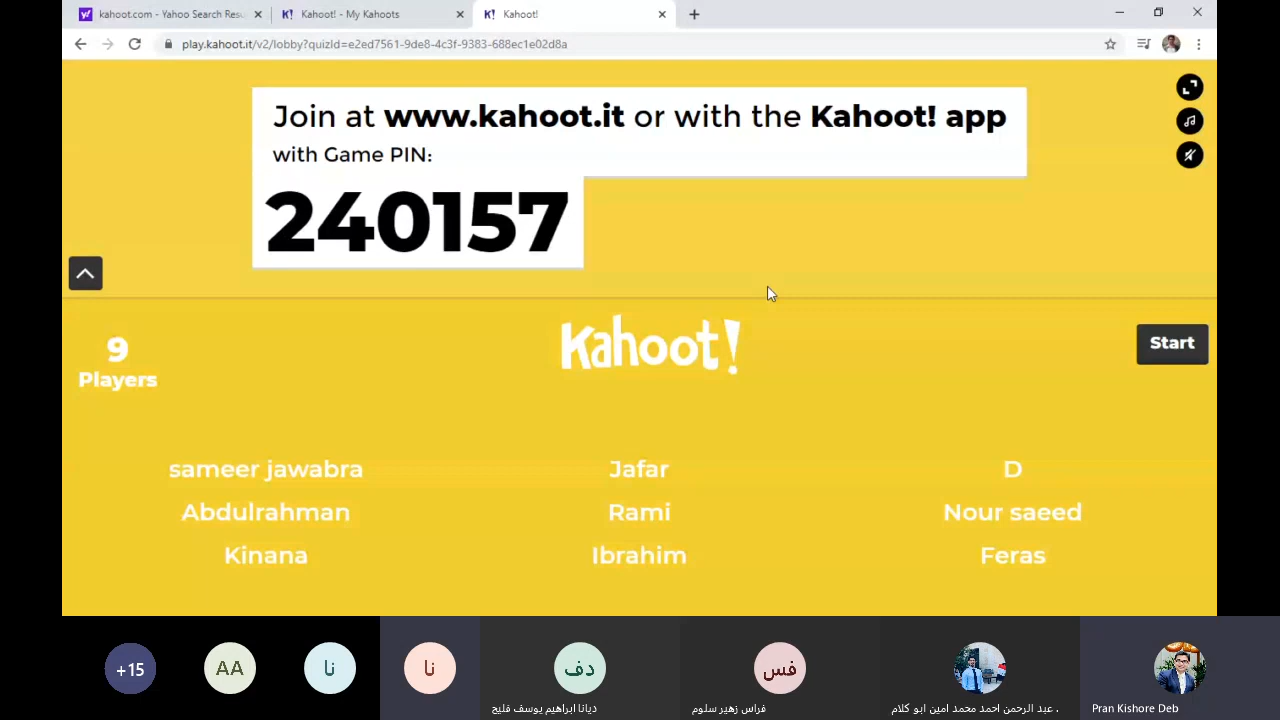 kahoot.com - Yahoo Search Resu
Kahoot! - My Kahoots
Kahoot!
play.kahoot.it/v2/lobby?quizId=e2ed7561-9de8-4c3f-9383-688ec1e02d8a
Join at www.kahoot.it or with the Kahoot! app
with Game PIN:
240157
Kahoot!
9
Players
Start
sameer jawabra Jafar D
Abdulrahman Rami Nour saeed
Kinana Ibrahim Feras
+15 AA نا نا دف فس
ديانا ابراهيم يوسف فليح
فراس زهير سلوم
عبد الرحمن احمد محمد امين ابو كلام .
Pran Kishore Deb